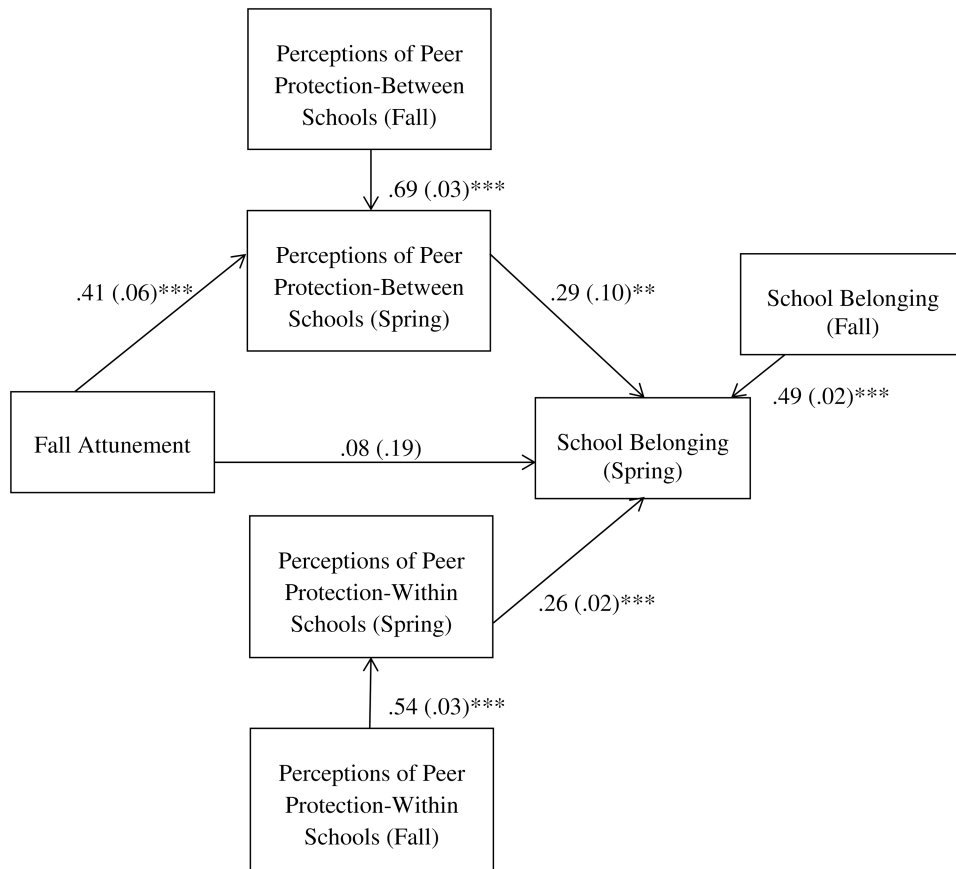 Perceptions of Peer
Protection-Between
Schools (Fall)
.69 (.03)***
Perceptions of Peer
Protection-Between
Schools (Spring)
.41 (.06)***
.29 (.10)**
School Belonging
(Fall)
.49 (.02)***
Fall Attunement
.08 (.19)
School Belonging
(Spring)
Perceptions of Peer
Protection-Within
Schools (Spring)
.26 (.02)***
.54 (.03)***
Perceptions of Peer
Protection-Within
Schools (Fall)